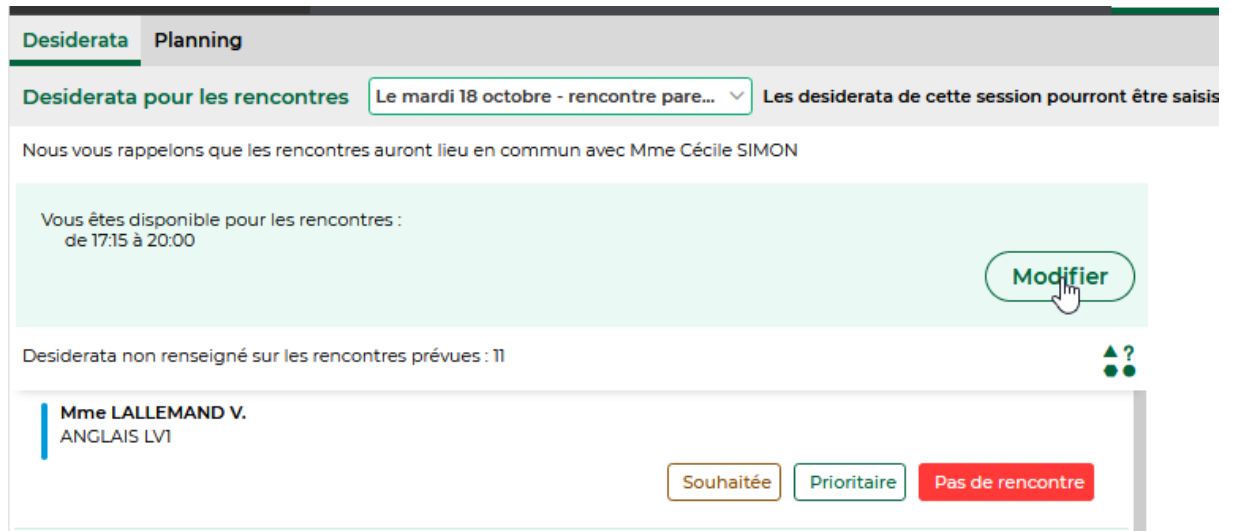 Desiderata Planning
Desiderata pour les rencontres Le mardi 18 octobre - rencontre pare... Les desiderata de cette session pourront être saisis
Nous vous rappelons que les rencontres auront lieu en commun avec Mme Cécile SIMON
Vous êtes disponible pour les rencontres :
de 17:15 à 20:00
Modifier
Desiderata non renseigné sur les rencontres prévues : 11
?
Mme LALLEMAND V.
ANGLAIS LV1
Souhaitée Prioritaire Pas de rencontre